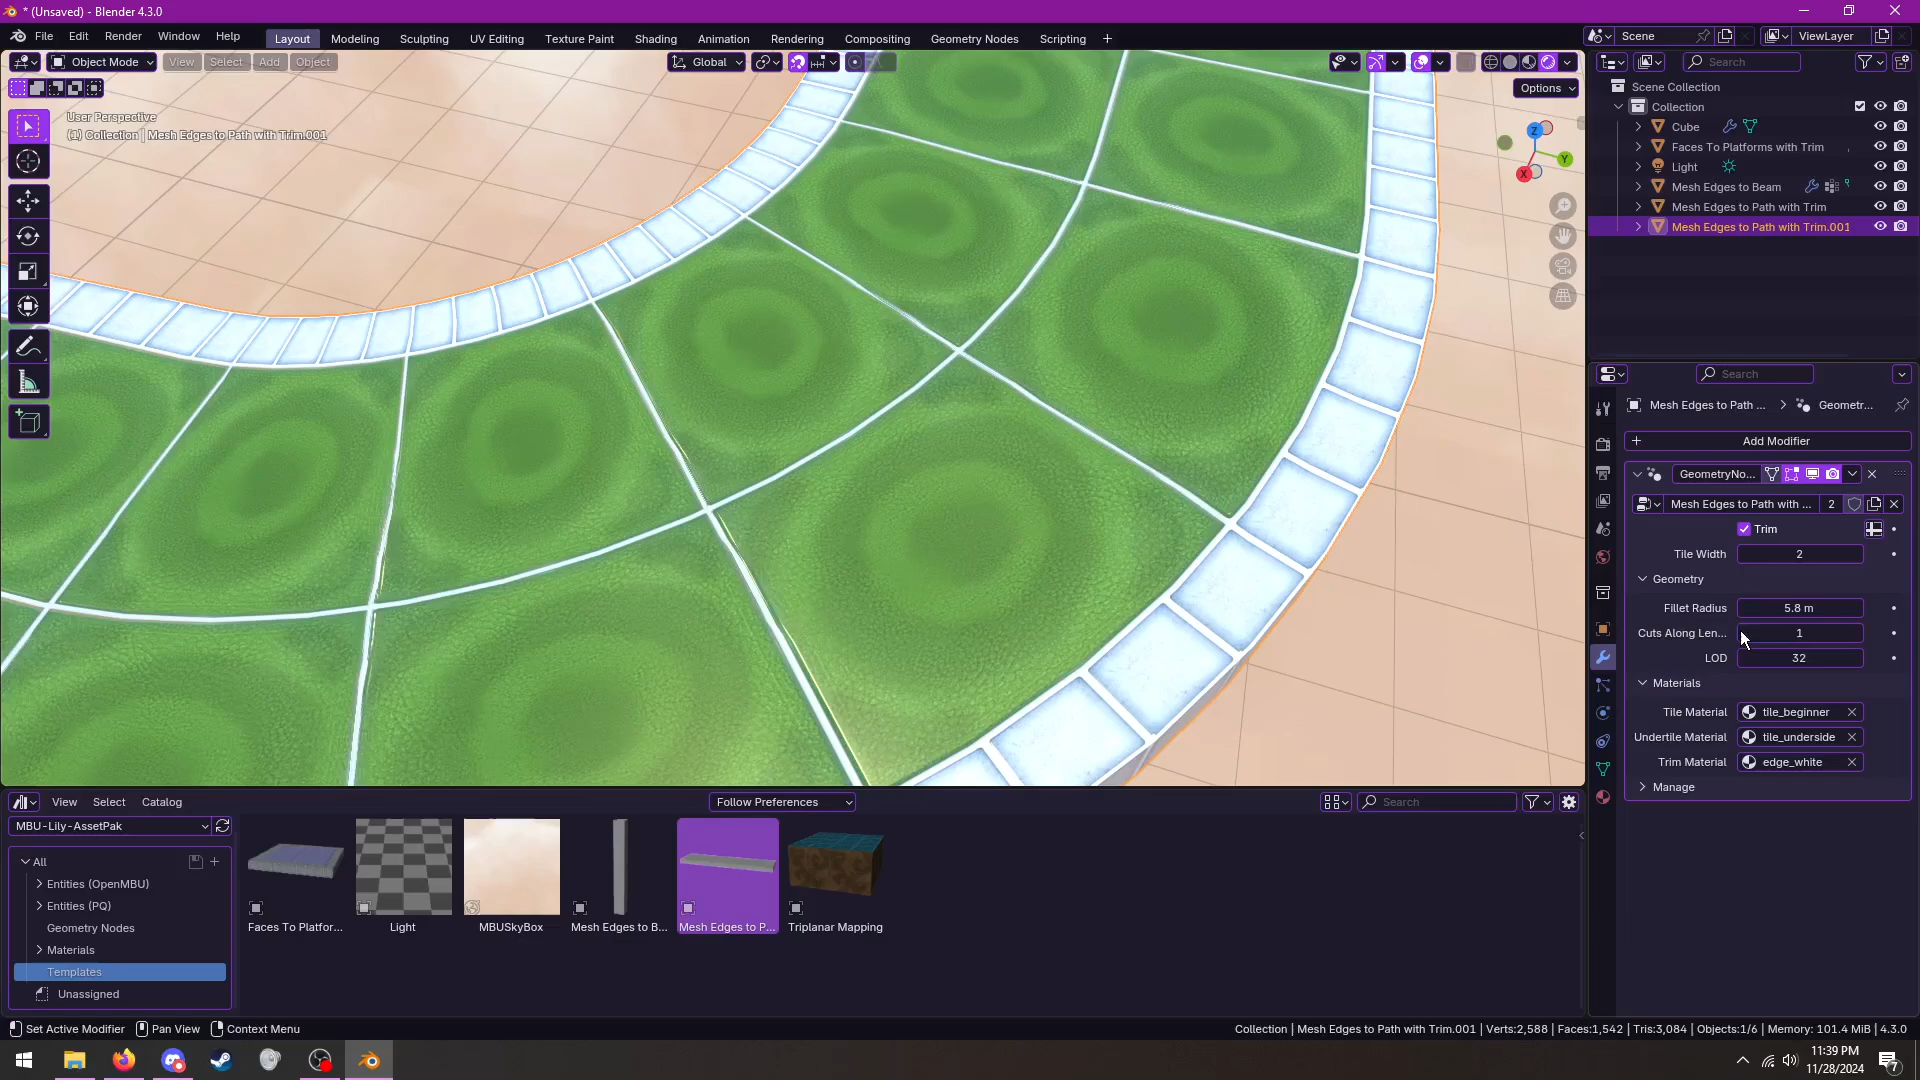 * (Unsaved) - Blender 4.3.0
File Edit Render Window Help Layout Modeling Sculpting UV Editing Texture Paint Shading Animation Rendering Compositing Geometry Nodes Scripting + Scene ViewLayer
Object Mode View Select Add Object Global Search
Options
User Perspective
(1) Collection | Mesh Edges to Path with Trim.001
Z
Y
X
Scene Collection
Collection
Cube
Faces To Platforms with Trim
Light
Mesh Edges to Beam
Mesh Edges to Path with Trim
Mesh Edges to Path with Trim.001
Search
Mesh Edges to Path ... > Geometr...
+ Add Modifier
GeometryNo...
Mesh Edges to Path with ... 2
Trim
Tile Width 2
Geometry
Fillet Radius 5.8 m
Cuts Along Len... 1
LOD 32
Materials
Tile Material tile_beginner
Undertile Material tile_underside
Trim Material edge_white
Manage
View Select Catalog Follow Preferences Search
MBU-Lily-AssetPak
All
Entities (OpenMBU)
Entities (PQ)
Geometry Nodes
Materials
Templates
Unassigned
Faces To Platfor... Light MBUSkyBox Mesh Edges to B... Mesh Edges to P... Triplanar Mapping
Set Active Modifier Pan View Context Menu Collection | Mesh Edges to Path with Trim.001 | Verts:2,588 | Faces:1,542 | Tris:3,084 | Objects:1/6 | Memory: 101.4 MiB | 4.3.0
11:39 PM
11/28/2024
7